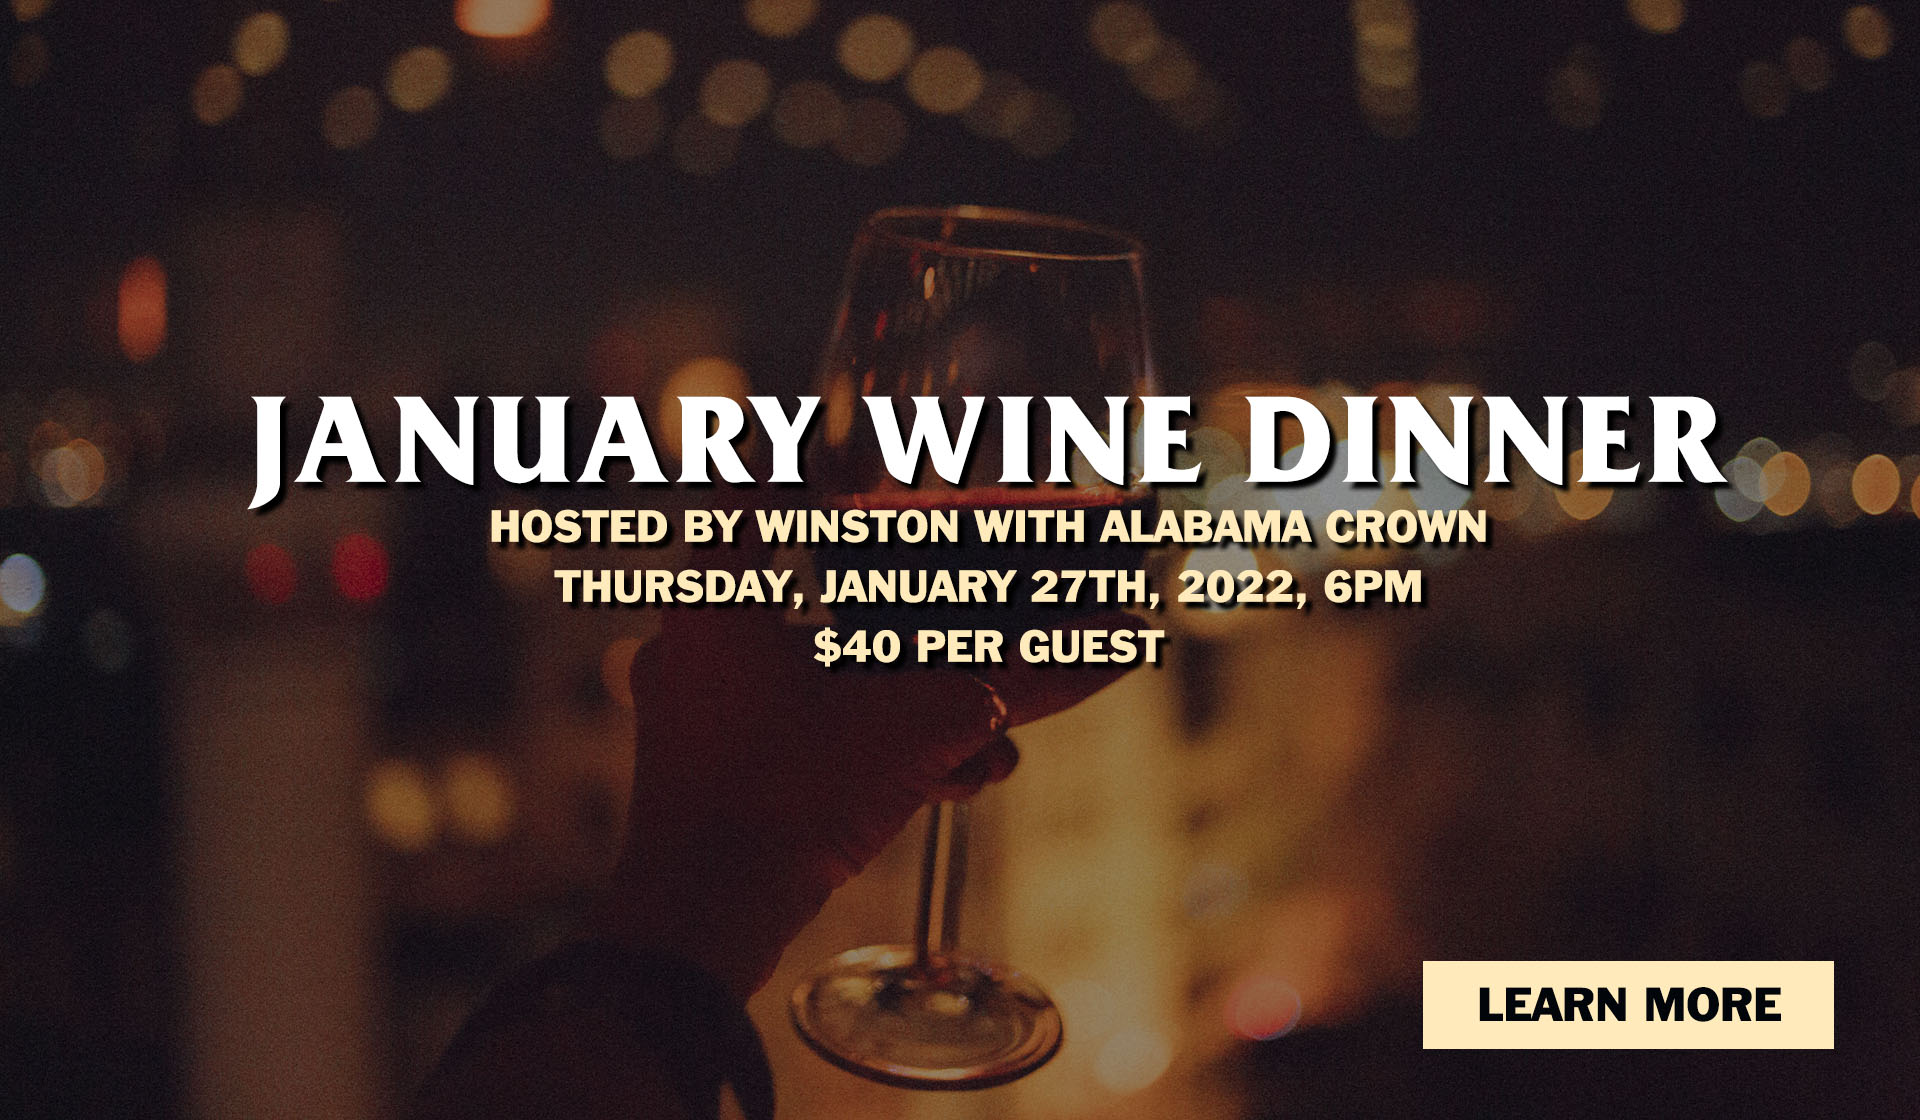 JANUARY WINE DINNER
HOSTED BY WINSTON WITH ALABAMA CROWN
THURSDAY, JANUARY 27TH, 2022, 6PM
$40 PER GUEST
LEARN MORE